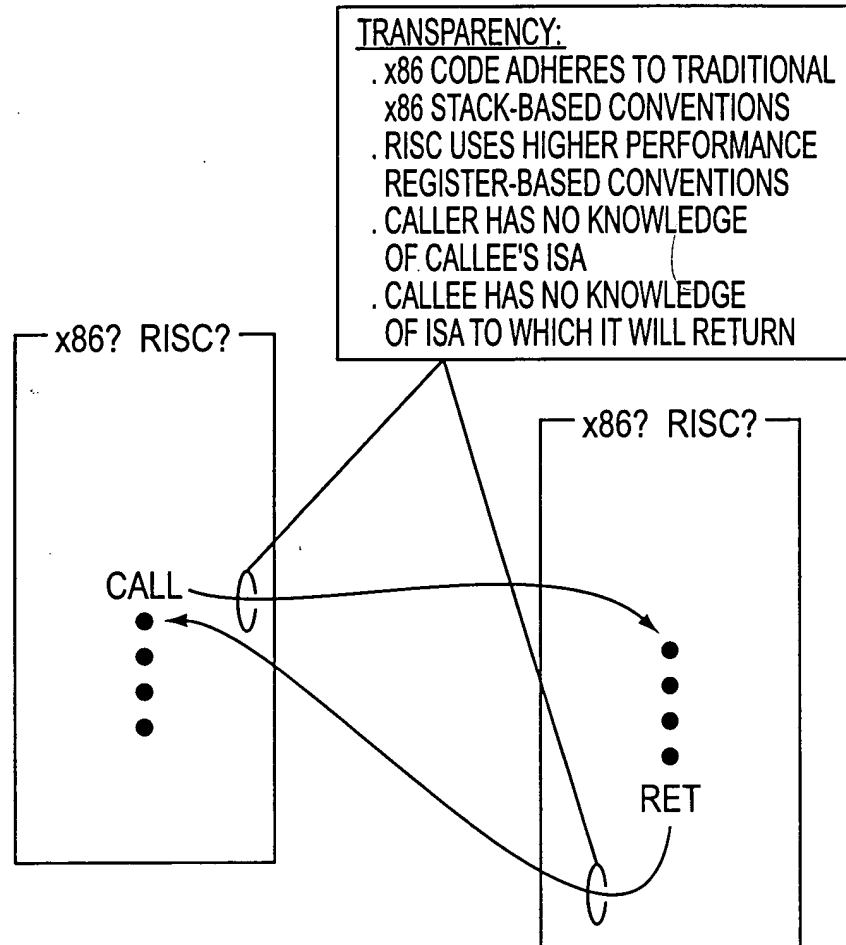 TRANSPARENCY:
. x86 CODE ADHERES TO TRADITIONAL
x86 STACK-BASED CONVENTIONS
. RISC USES HIGHER PERFORMANCE
REGISTER-BASED CONVENTIONS
. CALLER HAS NO KNOWLEDGE
OF CALLEE'S ISA
. CALLEE HAS NO KNOWLEDGE
OF ISA TO WHICH IT WILL RETURN
x86? RISC?
x86? RISC?
CALL
RET